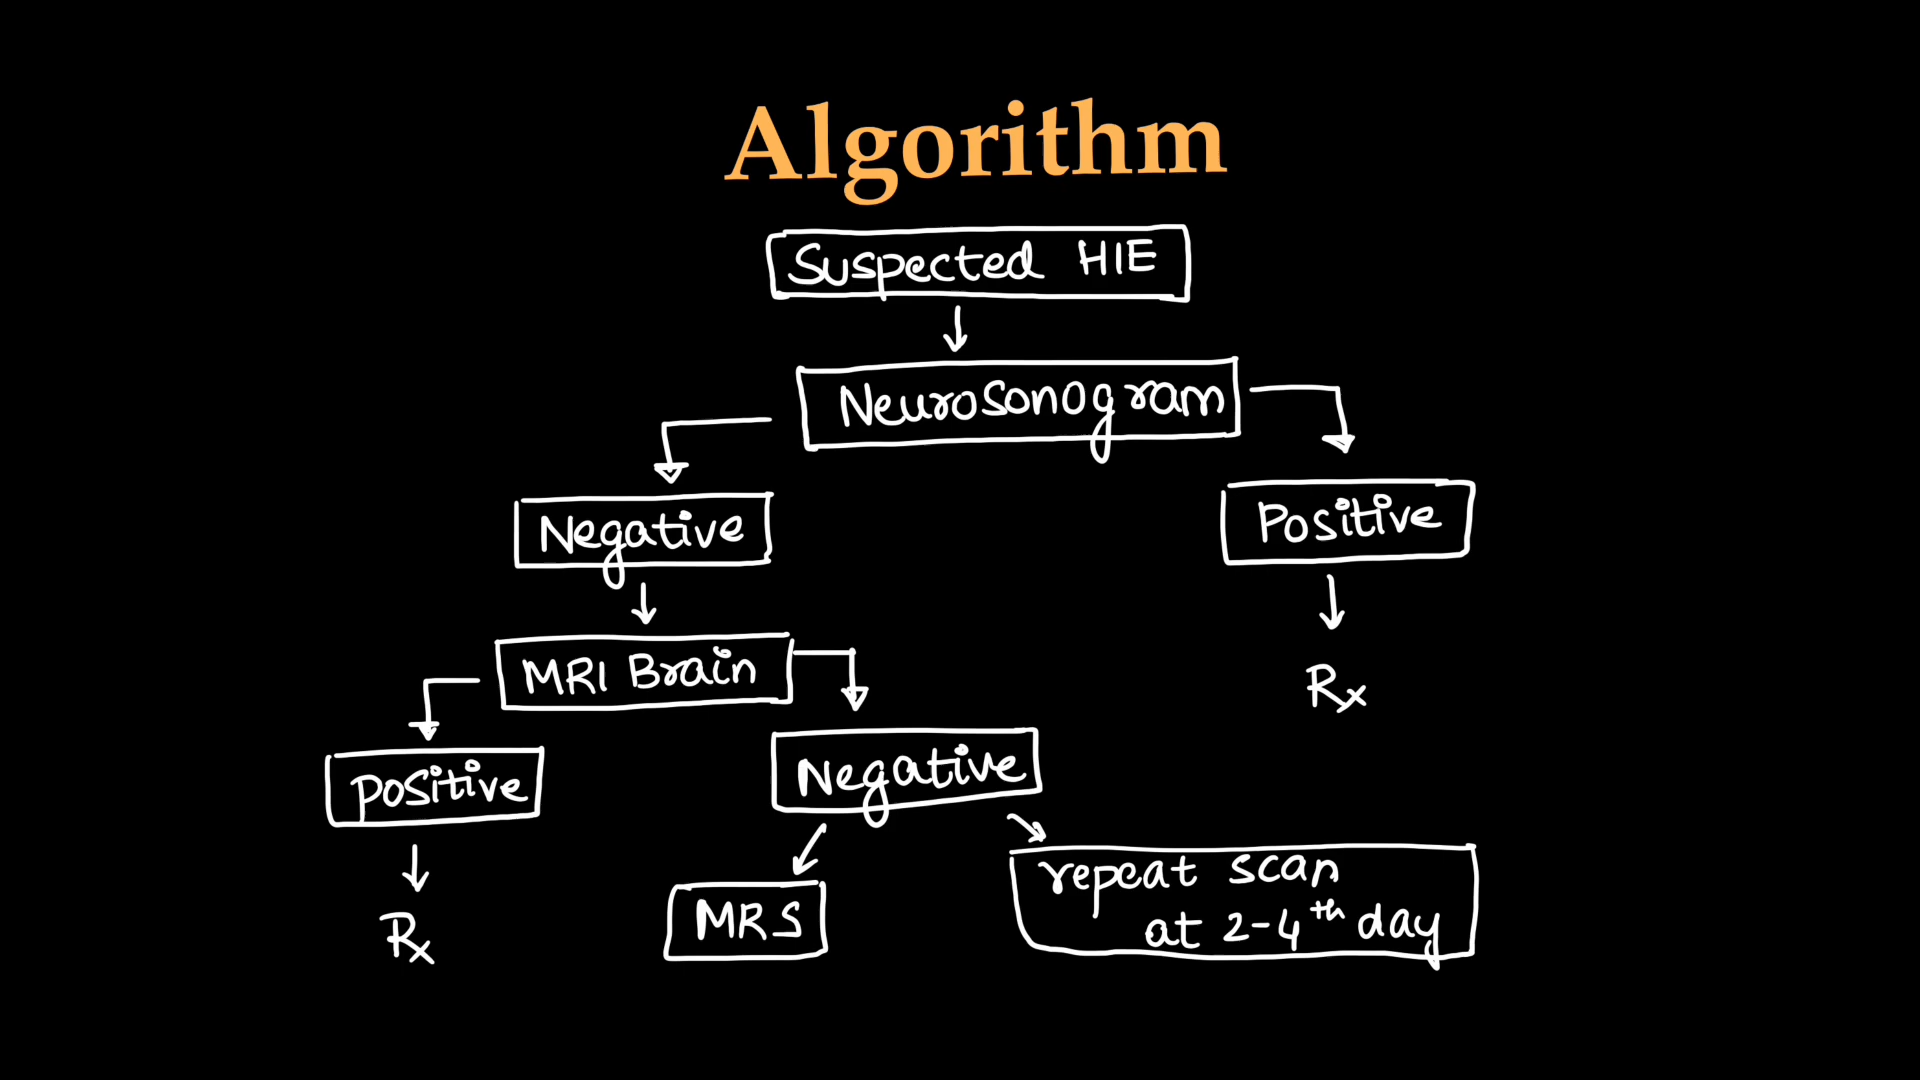 Algorithm
Suspected HIE
Neurosonogram
Negative
Positive
MRI Brain
Rx
Positive
Negative
Rx
MRS
repeat scan
at 2-4th day